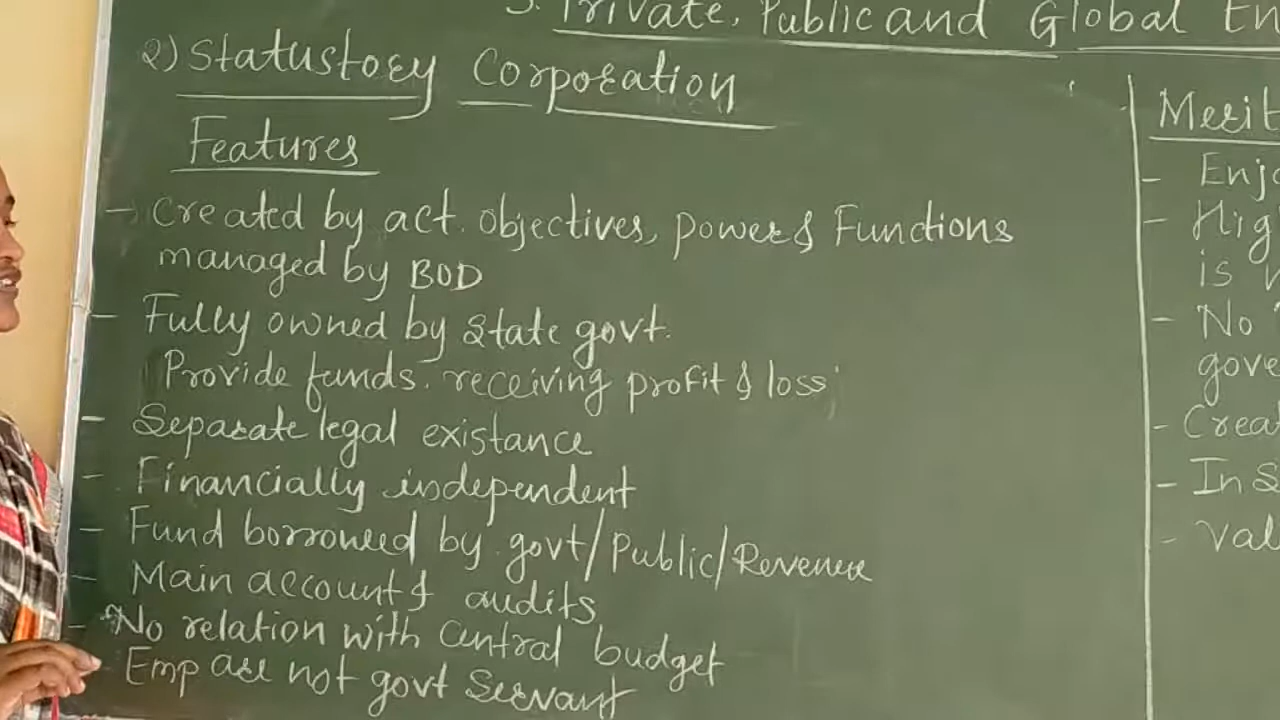 3. Private, Public and Global En
2) Statustory Corporation
Features
- Created by act. objectives, power & Functions
managed by BOD
- Fully owned by state govt.
Provide funds. receiving profit & loss
- Separate legal existance
- Financially independent
- Fund borrowed by govt/Public/Revenue
- Main account & audits
- No relation with central budget
- Emp are not govt Servant
Merit
- Enjo
- Hig
is
- No
gove
- Crea
- In S
- Val